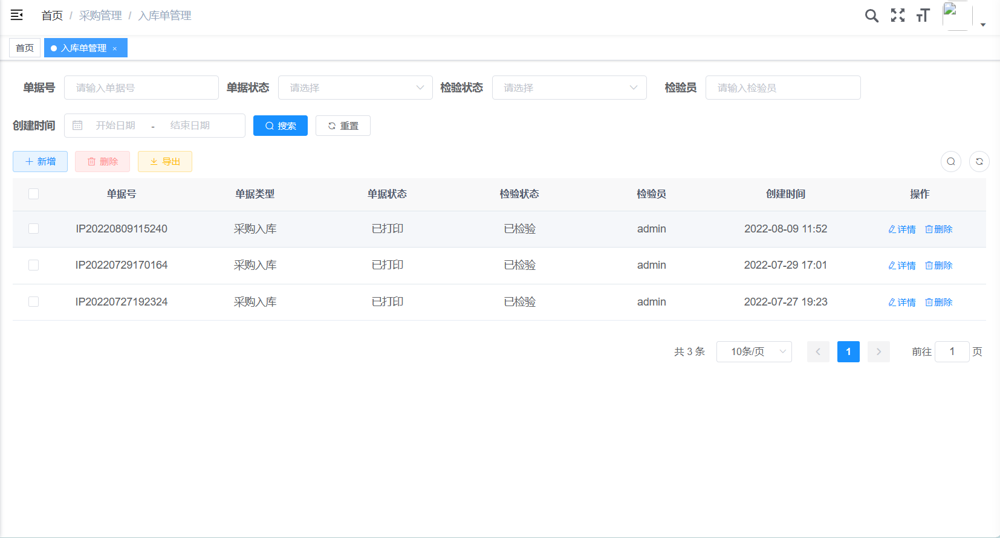 首页 / 采购管理 / 入库单管理
首页 入库单管理 ×
单据号 请输入单据号 单据状态 请选择 检验状态 请选择 检验员 请输入检验员
创建时间 开始日期 - 结束日期 搜索 重置
新增 删除 导出
单据号 单据类型 单据状态 检验状态 检验员 创建时间 操作
IP20220809115240 采购入库 已打印 已检验 admin 2022-08-09 11:52 详情 删除
IP20220729170164 采购入库 已打印 已检验 admin 2022-07-29 17:01 详情 删除
IP20220727192324 采购入库 已打印 已检验 admin 2022-07-27 19:23 详情 删除
共 3 条 10条/页 1 前往 1 页